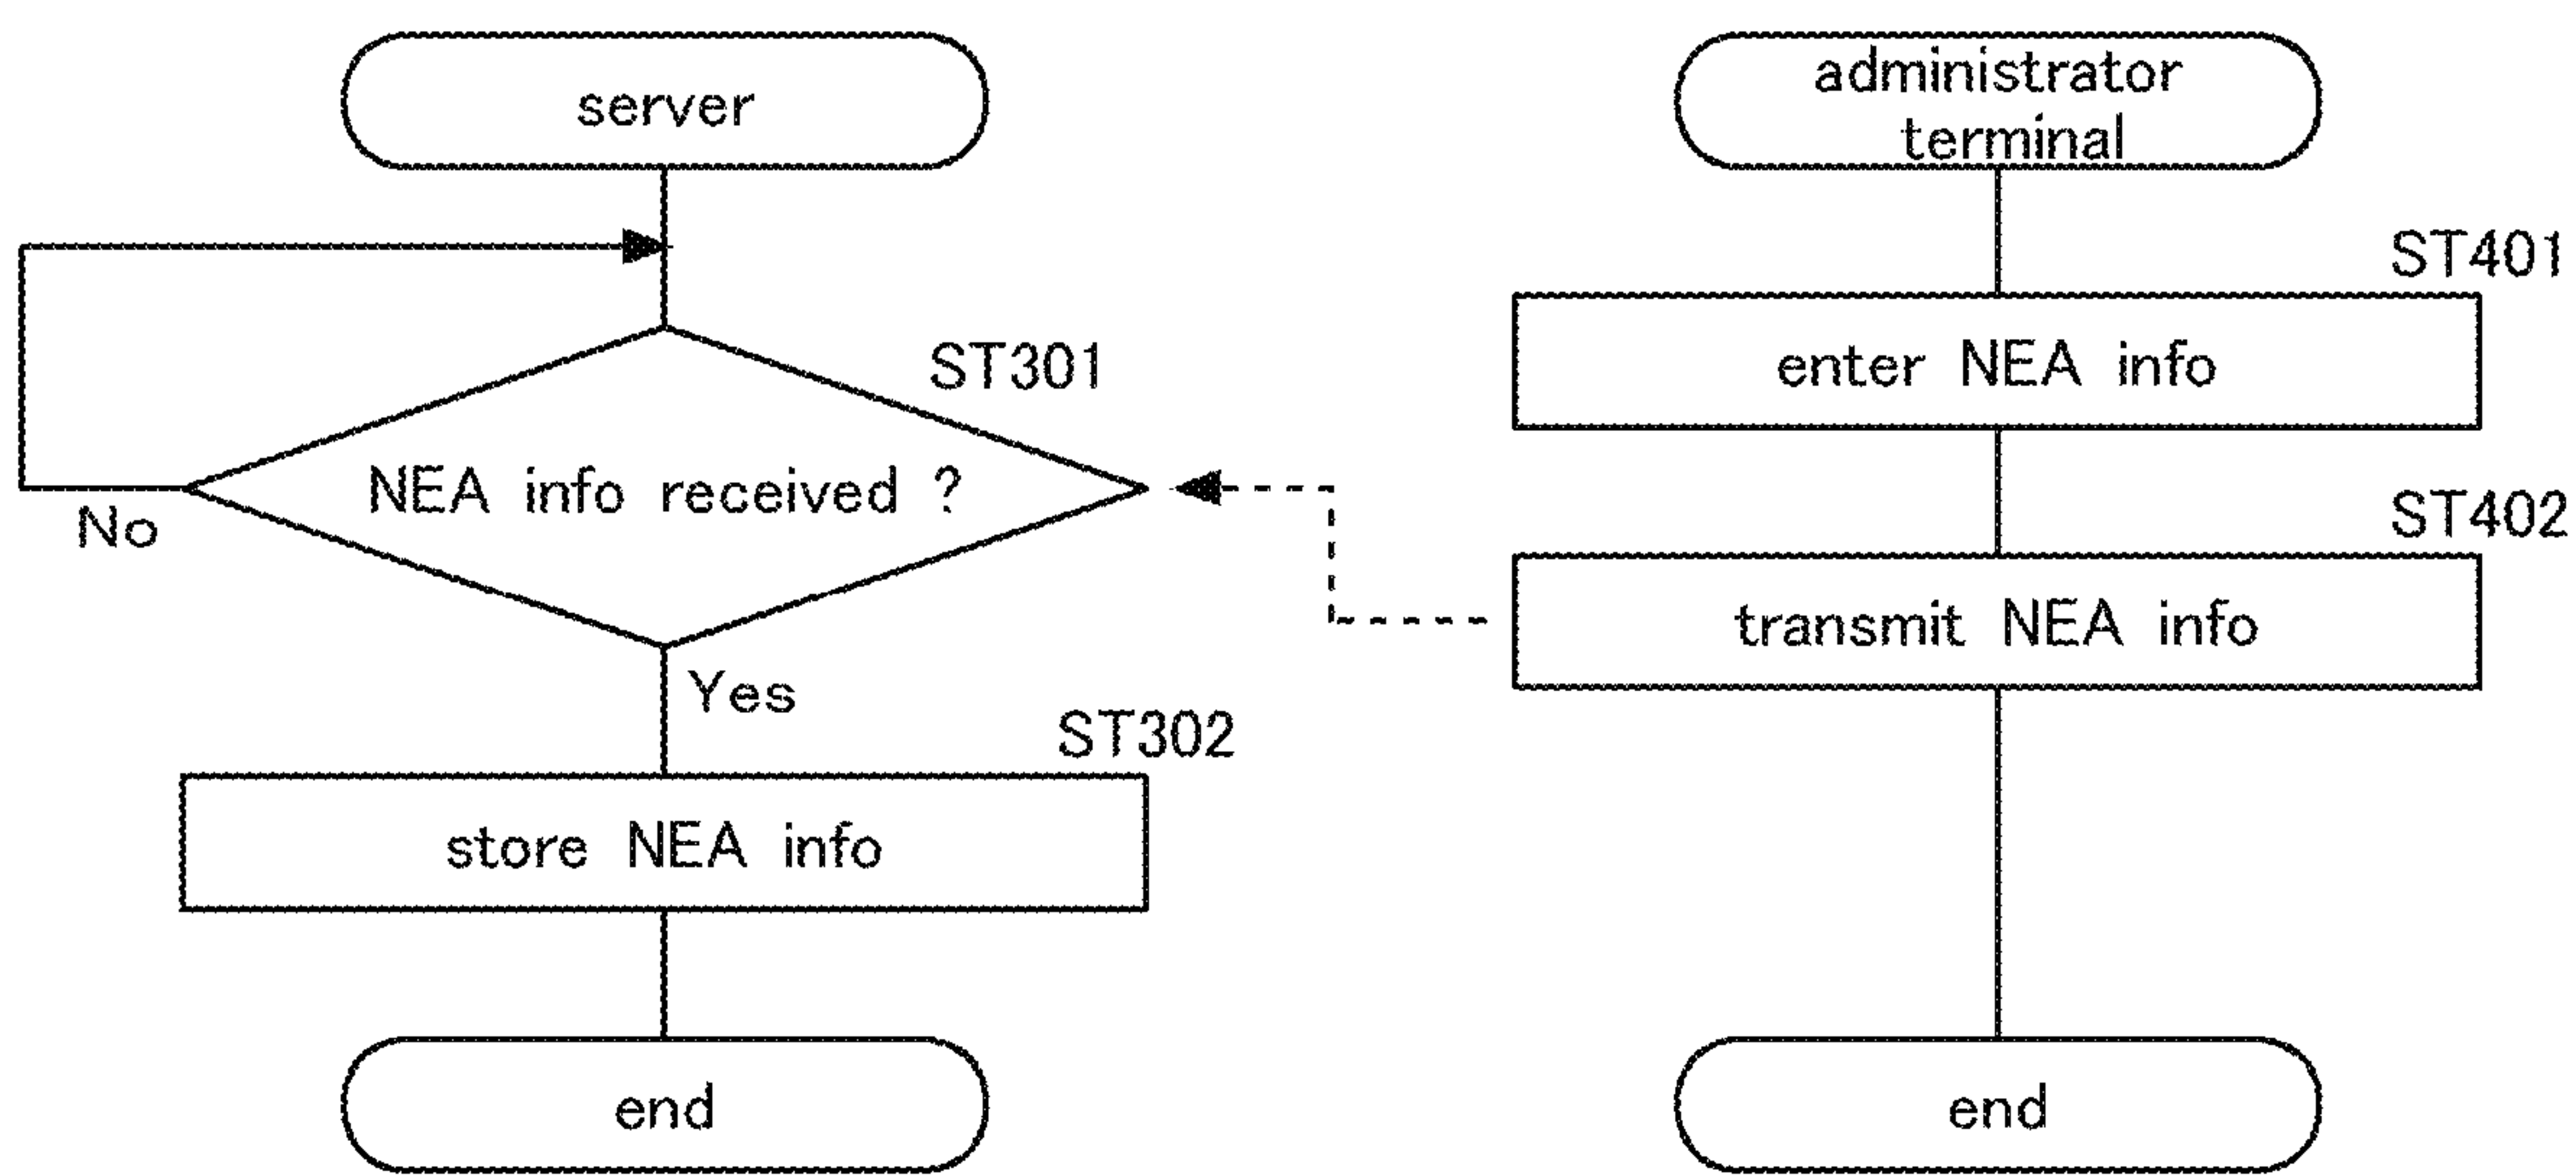 server
ST301
NEA info received ?
No
Yes
ST302
store NEA info
end
administrator
terminal
ST401
enter NEA info
ST402
transmit NEA info
end